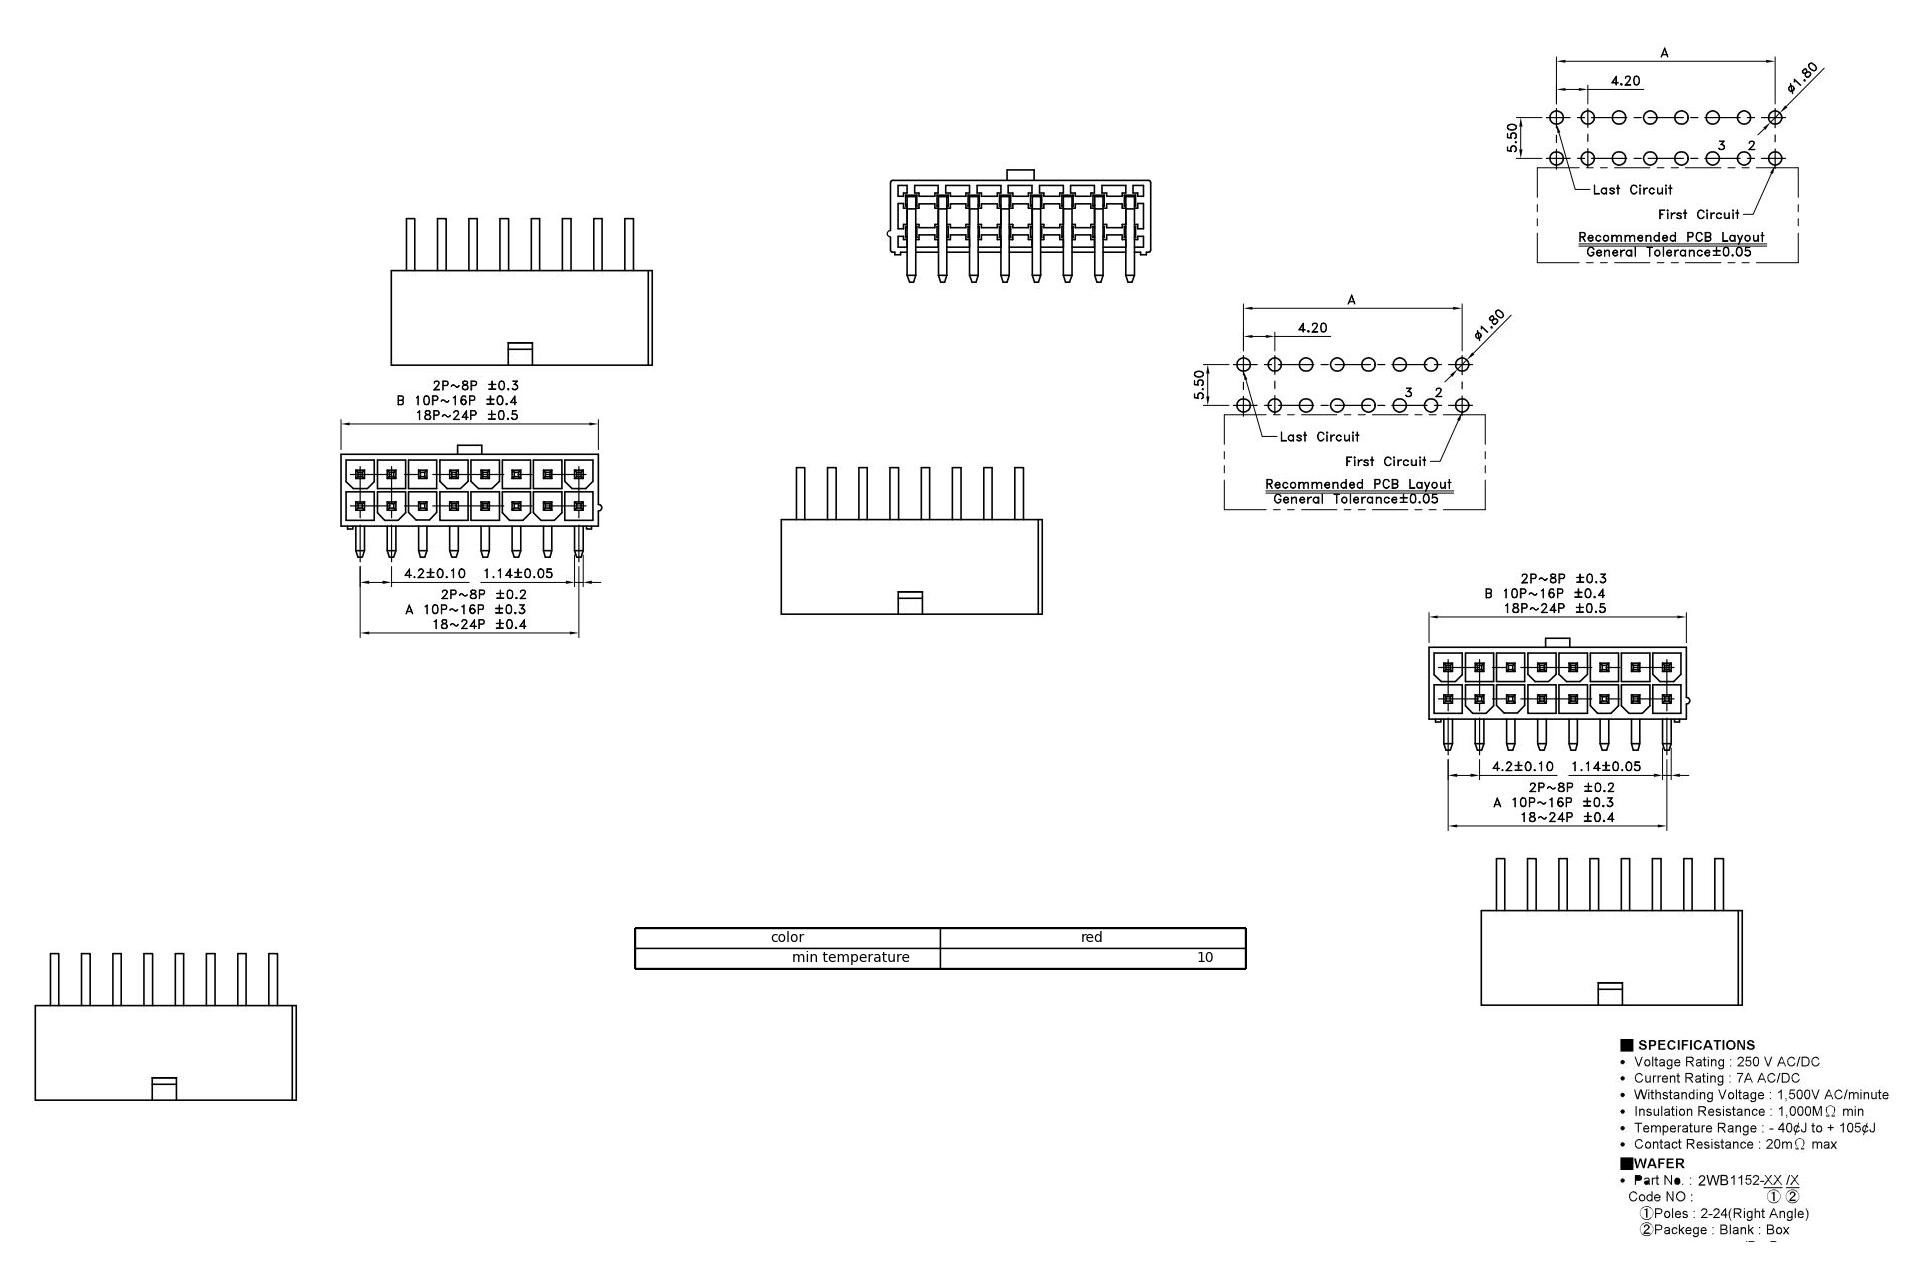 A
4.20
ø1.80
5.50
3 2
Last Circuit
First Circuit
Recommended PCB Layout
General Tolerance±0.05
A
4.20
ø1.80
5.50
3 2
Last Circuit
First Circuit
Recommended PCB Layout
General Tolerance±0.05
2P~8P ±0.3
B 10P~16P ±0.4
18P~24P ±0.5
4.2±0.10 1.14±0.05
2P~8P ±0.2
A 10P~16P ±0.3
18~24P ±0.4
2P~8P ±0.3
B 10P~16P ±0.4
18P~24P ±0.5
4.2±0.10 1.14±0.05
2P~8P ±0.2
A 10P~16P ±0.3
18~24P ±0.4
color red
min temperature 10
■ SPECIFICATIONS
• Voltage Rating : 250 V AC/DC
• Current Rating : 7A AC/DC
• Withstanding Voltage : 1,500V AC/minute
• Insulation Resistance : 1,000MΩ min
• Temperature Range : - 40¢J to + 105¢J
• Contact Resistance : 20mΩ max
■WAFER
• Part No. : 2WB1152-XX /X
Code NO : ① ②
①Poles : 2-24(Right Angle)
②Packege : Blank : Box